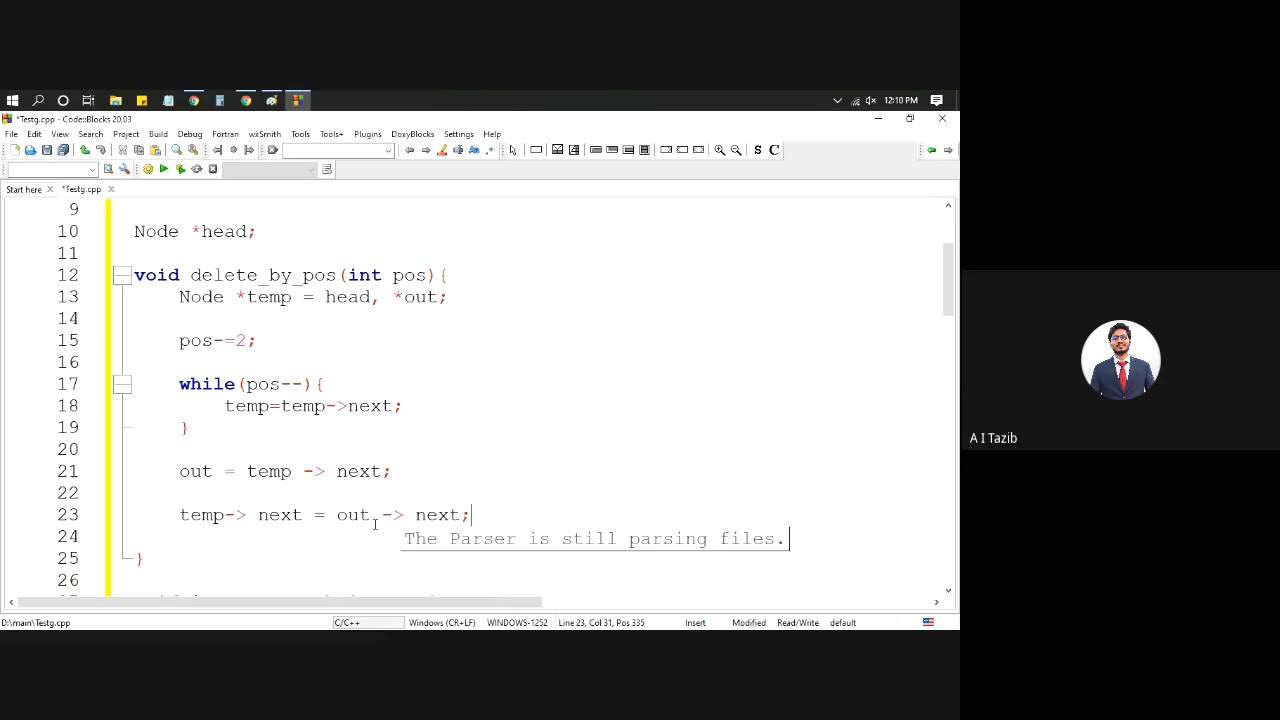 12:10 PM
*Testg.cpp - Code::Blocks 20.03
File Edit View Search Project Build Debug Fortran wxSmith Tools Tools+ Plugins DoxyBlocks Settings Help
S C
Start here *Testg.cpp
9
10 Node *head;
11
12 void delete_by_pos(int pos){
13 Node *temp = head, *out;
14
15 pos-=2;
16
17 while(pos--){
18 temp=temp->next;
19 }
20
21 out = temp -> next;
22
23 temp-> next = out -> next;
24
The Parser is still parsing files.
25 }
26
D:\main\Testg.cpp C/C++ Windows (CR+LF) WINDOWS-1252 Line 23, Col 31, Pos 335 Insert Modified Read/Write default
A I Tazib